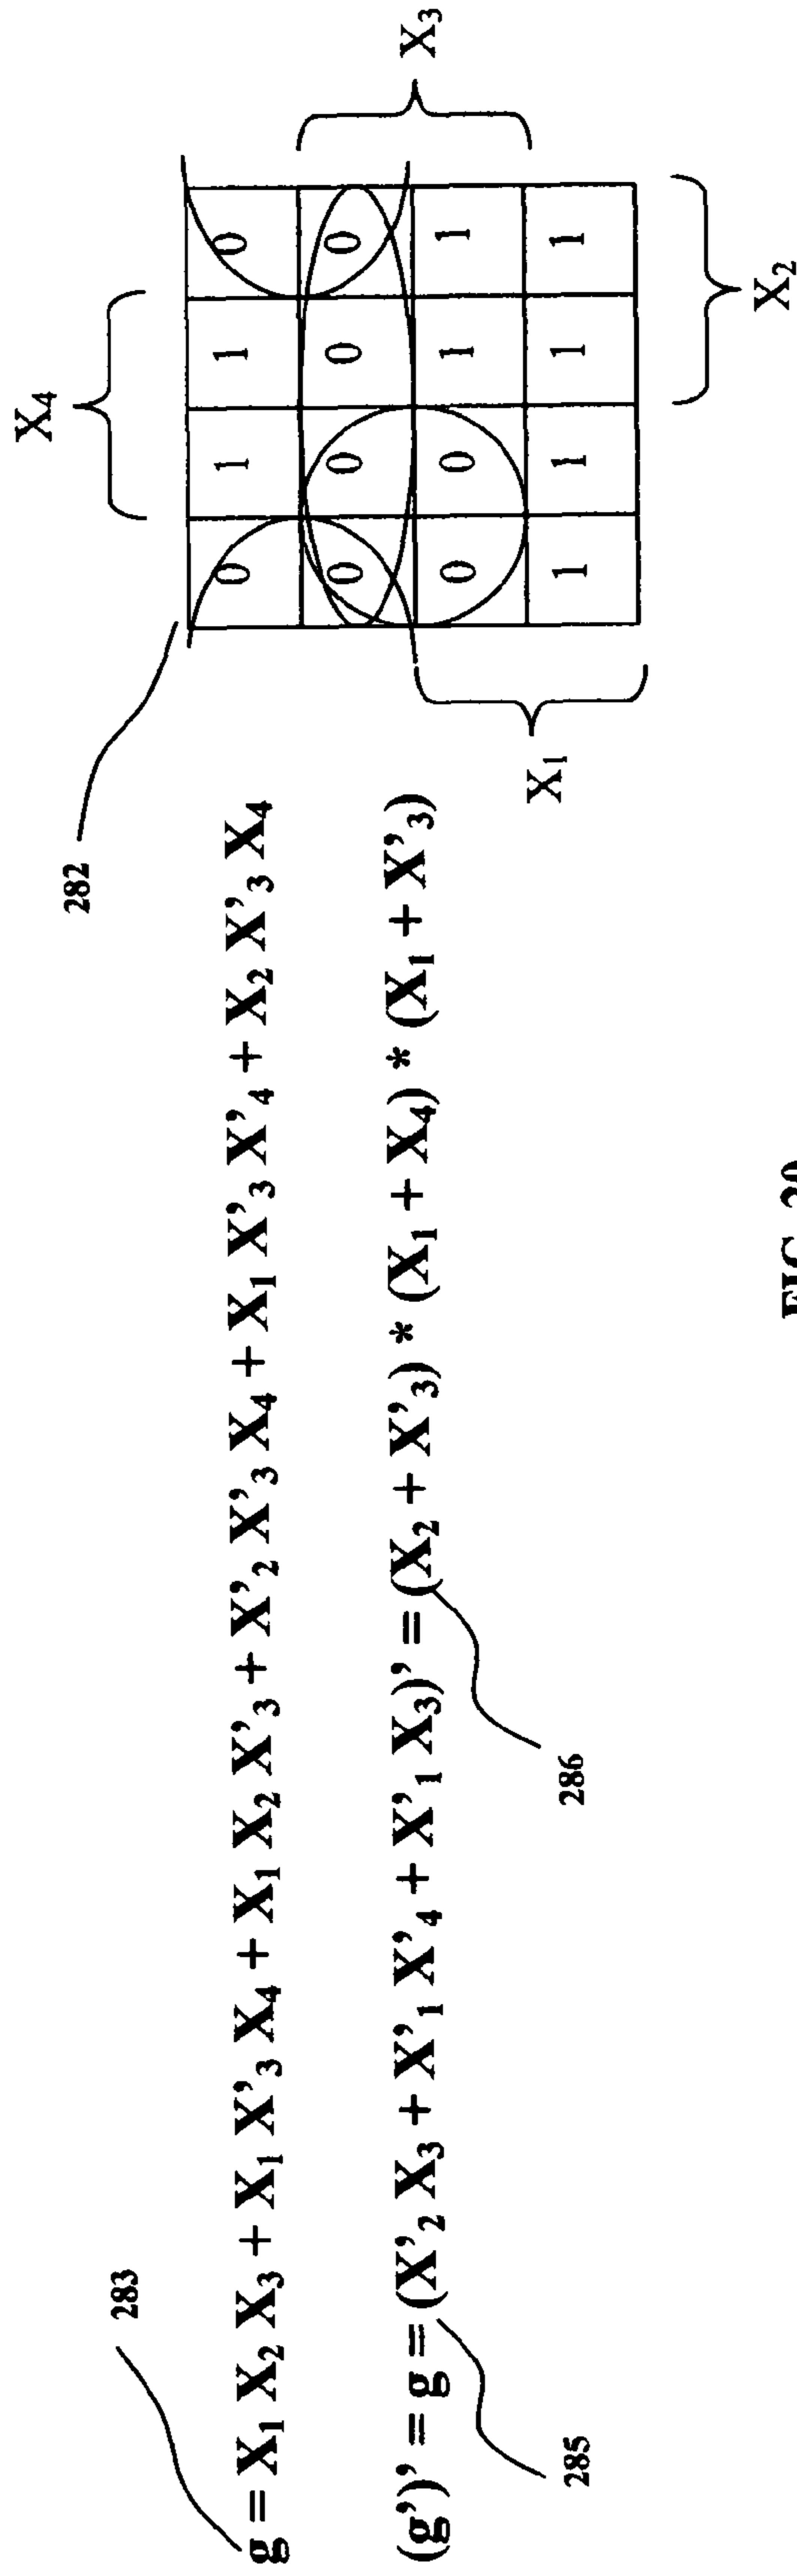 X₄
283
282
g = X₁ X₂ X₃ + X₁ X'₃ X₄ + X₁ X₂ X'₃ + X'₂ X'₃ X₄ + X₁ X'₃ X'₄ + X₂ X'₃ X₄
0 1 1 0
0 0 0 0
0 0 1 1
1 1 1 1
X₃
(g')' = g = (X'₂ X₃ + X'₁ X'₄ + X'₁ X₃)' = (X₂ + X'₃) * (X₁ + X₄) * (X₁ + X'₃)
X₁
285
286
X₂
FIG.